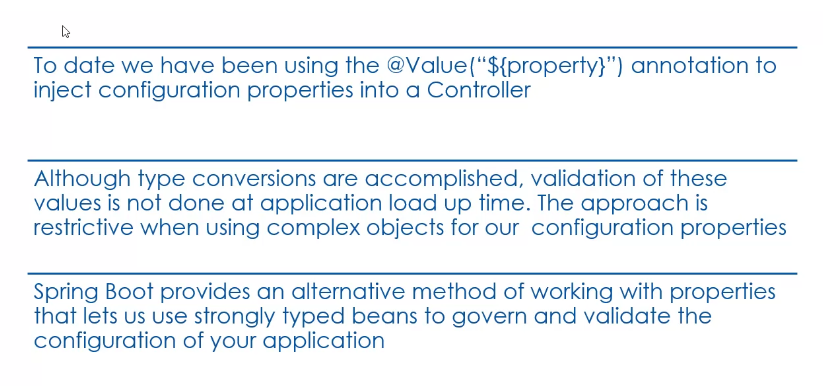 To date we have been using the @Value(“${property}”) annotation to
inject configuration properties into a Controller
Although type conversions are accomplished, validation of these
values is not done at application load up time. The approach is
restrictive when using complex objects for our  configuration properties
Spring Boot provides an alternative method of working with properties
that lets us use strongly typed beans to govern and validate the
configuration of your application